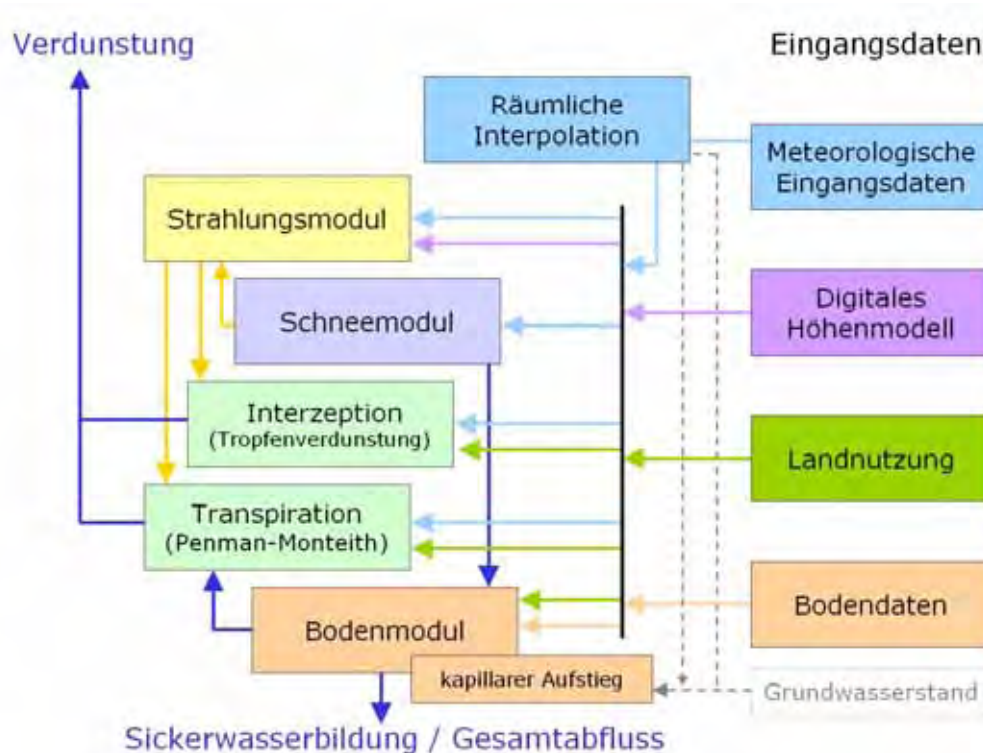 Verdunstung
Eingangsdaten
Räumliche
Interpolation
Meteorologische
Eingangsdaten
Strahlungsmodul
Digitales
Höhenmodell
Schneemodul
Interzeption
(Tropfenverdunstung)
Landnutzung
Transpiration
(Penman-Monteith)
Bodendaten
Bodenmodul
kapillarer Aufstieg
Grundwasserstand
Sickerwasserbildung / Gesamtabfluss